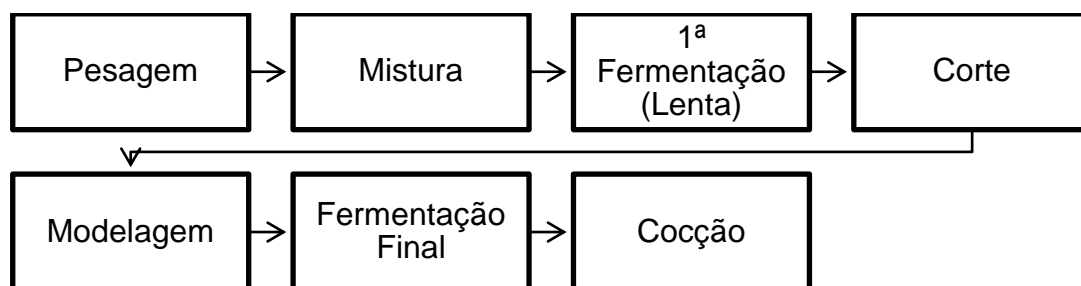 Pesagem
Mistura
1ª
Fermentação
(Lenta)
Corte
Modelagem
Fermentação
Final
Cocção